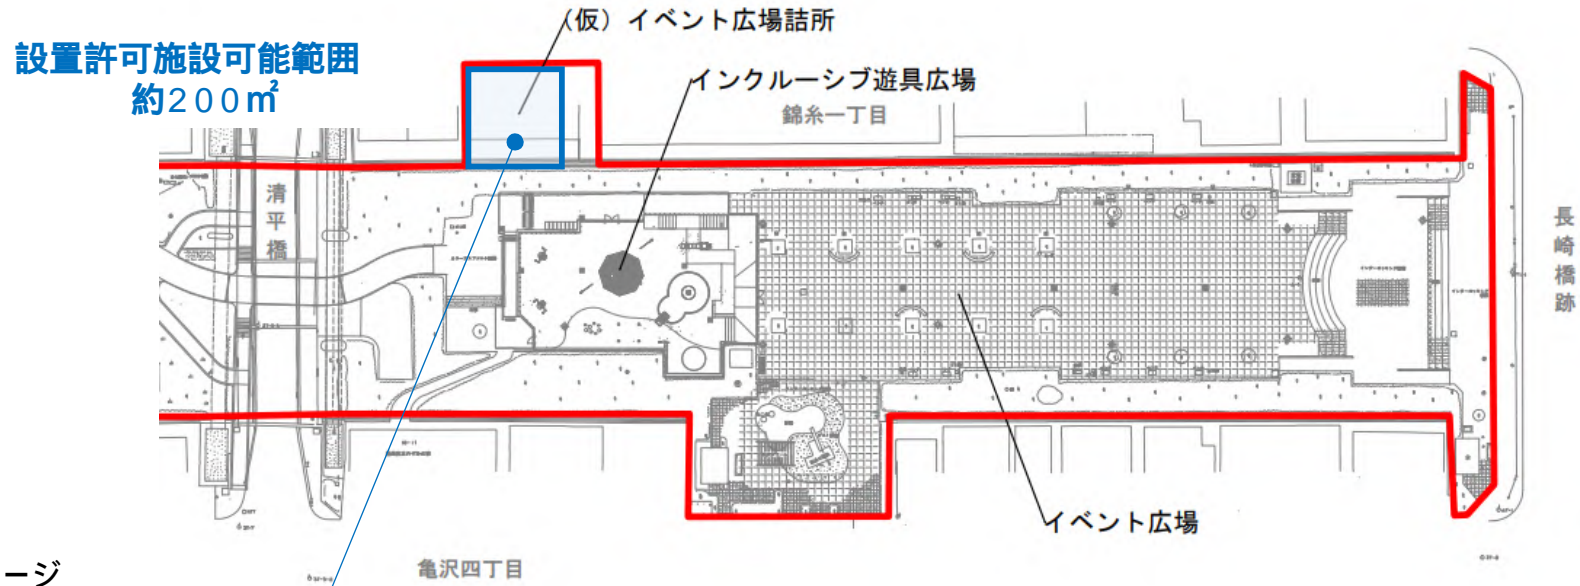 (仮)イベント広場詰所
設置許可施設可能範囲
約200㎡
インクルーシブ遊具広場
錦糸一丁目
清平橋
長崎橋跡
イベント広場
亀沢四丁目
ージ